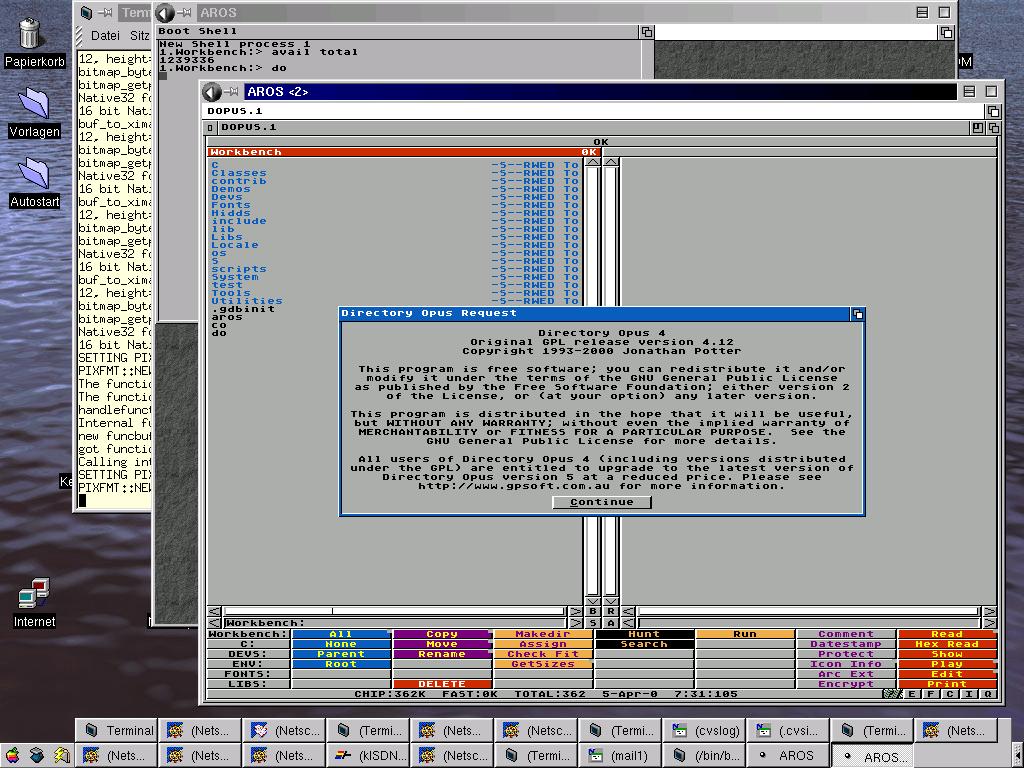 Papierkorb
Vorlagen
Autostart
Internet
Term
Datei Sitz
12, height=
bitmap_byte
bitmap_getp
Native32 fo
16 bit Nat
buf_to_xima
12, height=
bitmap_byte
bitmap_getp
Native32 fo
16 bit Nat
buf_to_xima
12, height=
bitmap_byte
bitmap_getp
Native32 fo
16 bit Nat
buf_to_xima
12, height=
bitmap_byte
bitmap_getp
Native32 fo
16 bit Nat
SETTING PIX
PIXFMT::NEW
The functio
The functio
handlefunct
Internal fu
new funcbuf
got functio
Calling int
SETTING PIX
PIXFMT::NEW
AROS
Boot Shell
New Shell process 1
1.Workbench:> avail total
1239336
1.Workbench:> do
AROS <2>
DOPUS.1
DOPUS.1
OK
Workbench 0K
C -S--RWED To
Classes -S--RWED To
contrib -S--RWED To
Demos -S--RWED To
Devs -S--RWED To
Fonts -S--RWED To
Hidds -S--RWED To
include -S--RWED To
lib -S--RWED To
Libs -S--RWED To
Locale -S--RWED To
os -S--RWED To
S -S--RWED To
scripts -S--RWED To
System -S--RWED To
test -S--RWED To
Tools -S--RWED To
Utilities -S--RWED To
.gdbinit
aros
co
do
Directory Opus Request
Directory Opus 4
Original GPL release version 4.12
Copyright 1993-2000 Jonathan Potter
This program is free software; you can redistribute it and/or
modify it under the terms of the GNU General Public License
as published by the Free Software Foundation; either version 2
of the License, or (at your option) any later version.
This program is distributed in the hope that it will be useful,
but WITHOUT ANY WARRANTY; without even the implied warranty of
MERCHANTABILITY or FITNESS FOR A PARTICULAR PURPOSE. See the
GNU General Public License for more details.
All users of Directory Opus 4 (including versions distributed
under the GPL) are entitled to upgrade to the latest version of
Directory Opus version 5 at a reduced price. Please see
http://www.gpsoft.com.au for more information.
Continue
B R
Workbench: S A
Workbench: All Copy Makedir Hunt Run Comment Read
C: None Move Assign Search Datestamp Hex Read
DEVS: Parent Rename Check Fit Protect Show
ENV: Root GetSizes Icon Info Play
FONTS: Arc Ext Edit
LIBS: DELETE Encrypt Print
CHIP:362K FAST:0K TOTAL:362 5-Apr-0 7:31:105 E F C I Q
Terminal (Nets... (Netsc... (Termi... (Nets... (Nets... (Termi... (cvslog) (.cvsi... (Termi... (Nets...
(Nets... (Nets... (Nets... (kISDN... (Netsc... (Termi... (mail1) (/bin/b... AROS AROS...